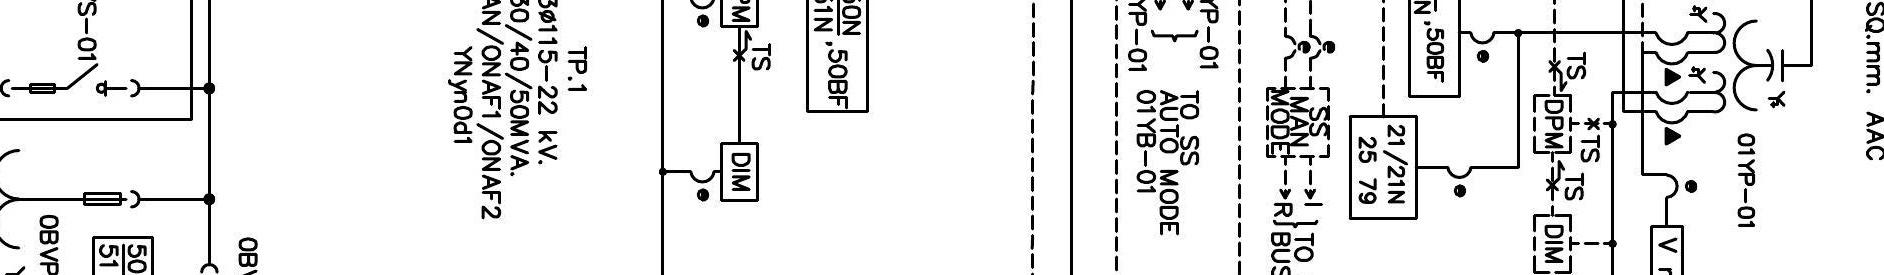 SQ.mm. AAC
01YP-01
TS
DPM
TS
TS
DIM
V
N,50BF
21/21N
25 79
SS
MAN
MODE
I TO
R BUS
YP-01
TO SS
AUTO MODE
YP-01
01YB-01
50N
51N,50BF
PM
TS
DIM
TP.1
3ø115-22 kV.
30/40/50MVA.
AN/ONAF1/ONAF2
YNyn0d1
S-01
0BV
50
51
0BVP